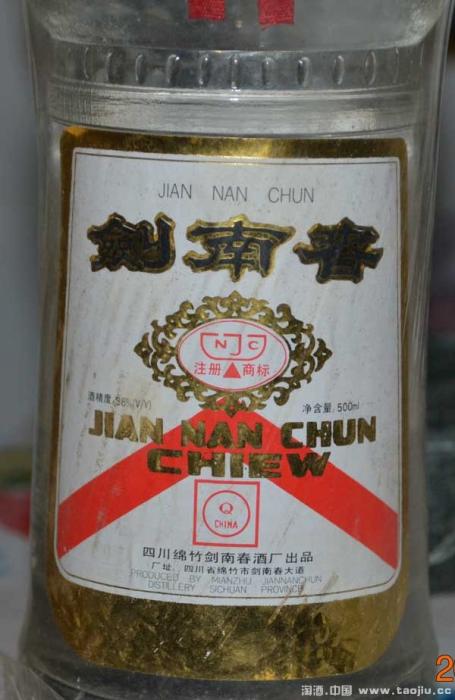 JIAN NAN CHUN
劍南春
NJC
注册 商标
酒精度:38%(V/V)
净含量:500ml
JIAN NAN CHUN
CHIEW
Q
CHINA
四川绵竹剑南春酒厂出品
厂址:四川省绵竹市剑南春大道
PRODUCED BY MIANZHU JIANNANCHUN
DISTILLERY SICHUAN PROVINCE
淘酒.中国 www.taojiu.cc